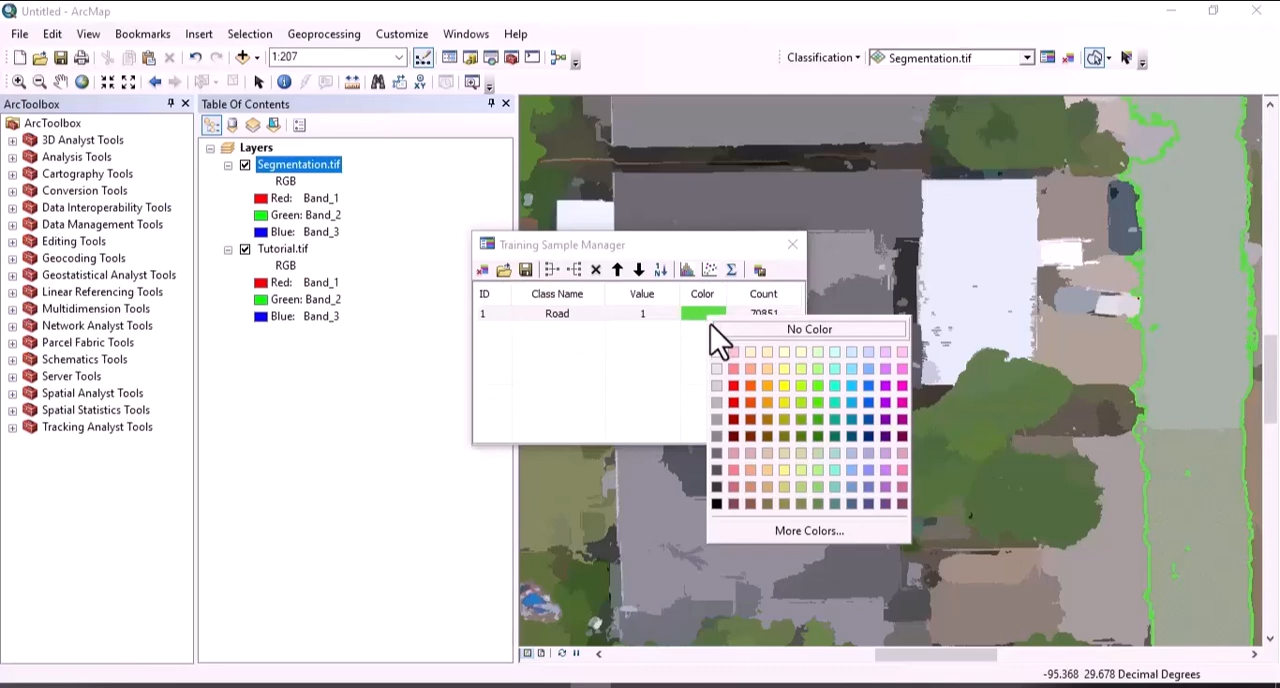 Untitled - ArcMap
File Edit View Bookmarks Insert Selection Geoprocessing Customize Windows Help
1:207
Classification
Segmentation.tif
ArcToolbox
ArcToolbox
3D Analyst Tools
Analysis Tools
Cartography Tools
Conversion Tools
Data Interoperability Tools
Data Management Tools
Editing Tools
Geocoding Tools
Geostatistical Analyst Tools
Linear Referencing Tools
Multidimension Tools
Network Analyst Tools
Parcel Fabric Tools
Schematics Tools
Server Tools
Spatial Analyst Tools
Spatial Statistics Tools
Tracking Analyst Tools
Table Of Contents
Layers
Segmentation.tif
RGB
Red: Band_1
Green: Band_2
Blue: Band_3
Tutorial.tif
RGB
Red: Band_1
Green: Band_2
Blue: Band_3
Training Sample Manager
ID Class Name Value Color Count
1 Road 1 70851
No Color
More Colors...
-95.368 29.678 Decimal Degrees